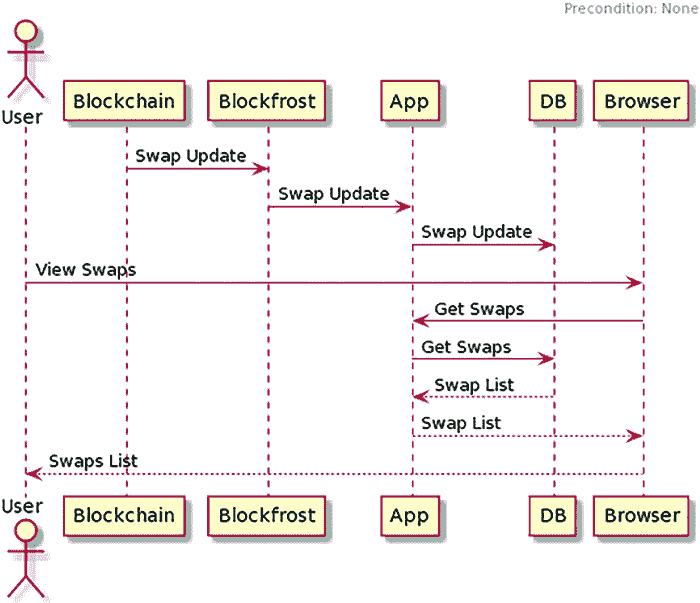 Precondition: None
User
Blockchain
Blockfrost
App
DB
Browser
Swap Update
Swap Update
Swap Update
View Swaps
Get Swaps
Get Swaps
Swap List
Swap List
Swaps List
User
Blockchain
Blockfrost
App
DB
Browser